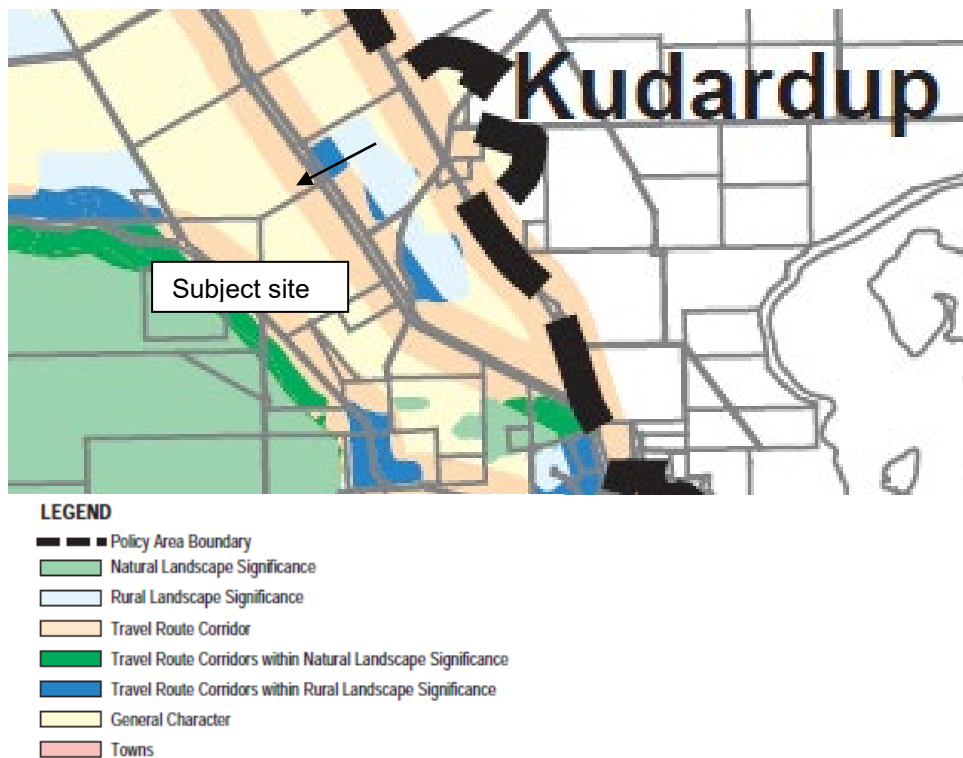 Kudardup
Subject site
LEGEND
Policy Area Boundary
Natural Landscape Significance
Rural Landscape Significance
Travel Route Corridor
Travel Route Corridors within Natural Landscape Significance
Travel Route Corridors within Rural Landscape Significance
General Character
Towns